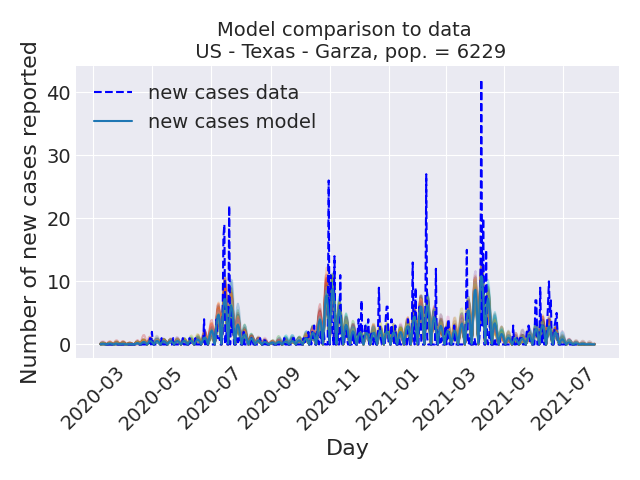 Model comparison to data
US - Texas - Garza, pop. = 6229
Number of new cases reported
40
30
20
10
0
new cases data
new cases model
2020-03
2020-05
2020-07
2020-09
2020-11
2021-01
2021-03
2021-05
2021-07
Day